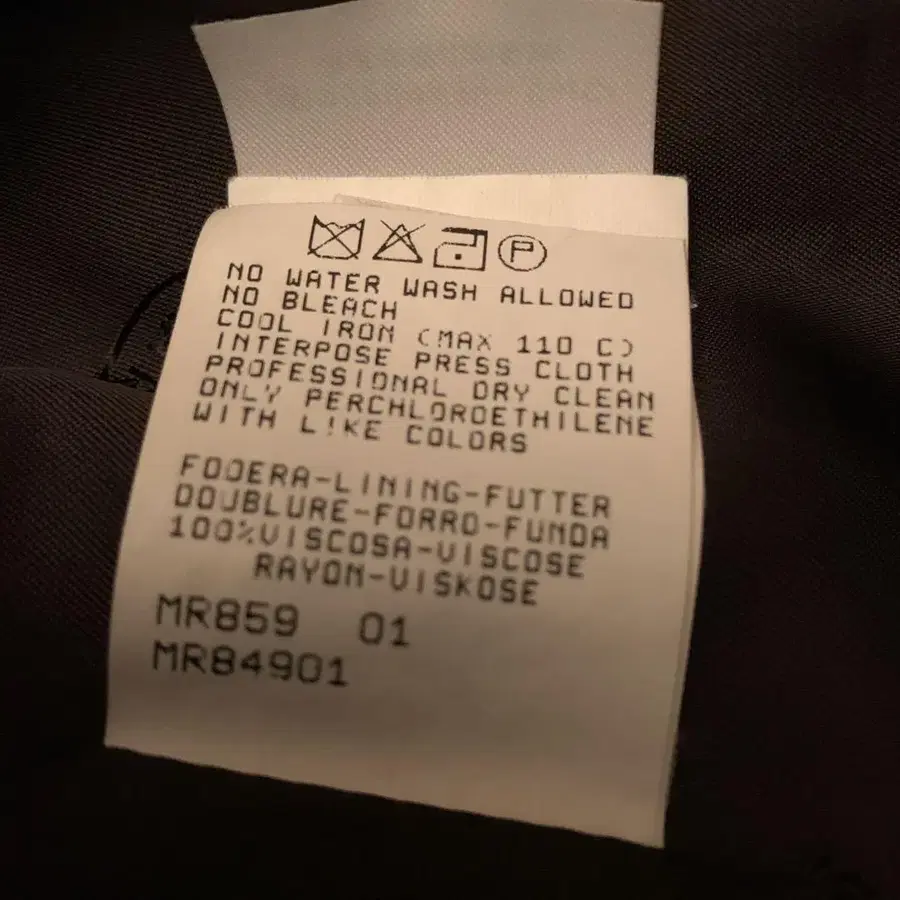 P
NO WATER WASH ALLOWED
NO BLEACH
COOL IRON (MAX 110 C)
INTERPOSE PRESS CLOTH
PROFESSIONAL DRY CLEAN
ONLY PERCHLOROETHILENE
WITH LIKE COLORS
FODERA-LINING-FUTTER
DOUBLURE-FORRO-FUNDA
100%VISCOSA-VISCOSE
RAYON-VISKOSE
MR859 01
MR84901